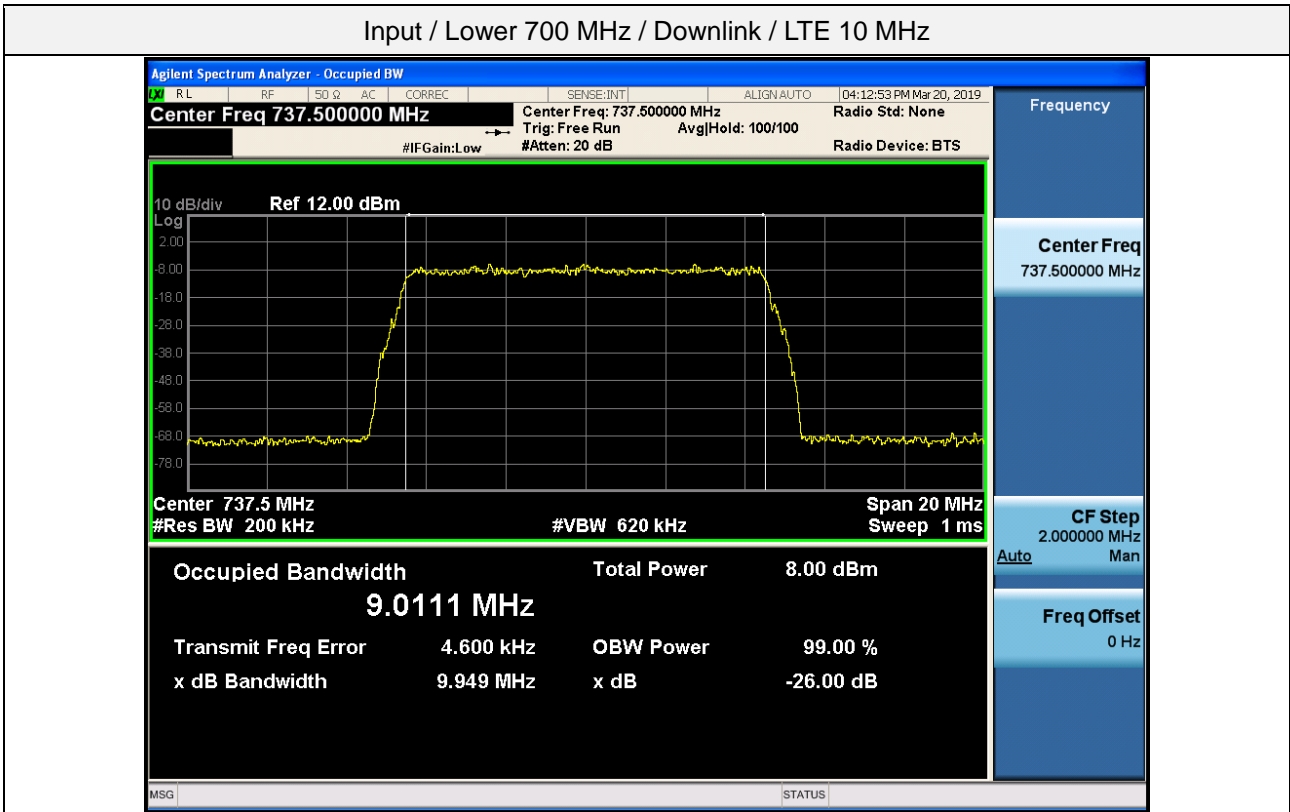 Input / Lower 700 MHz / Downlink / LTE 10 MHz
Agilent Spectrum Analyzer - Occupied BW
LXI RL RF 50 Ω AC CORREC SENSE:INT ALIGNAUTO 04:12:53 PM Mar 20, 2019
Center Freq 737.500000 MHz
Center Freq: 737.500000 MHz Radio Std: None
Trig: Free Run Avg|Hold: 100/100
#IFGain:Low #Atten: 20 dB Radio Device: BTS
Frequency
10 dB/div Ref 12.00 dBm
Log
2.00
-8.00
-18.0
-28.0
-38.0
-48.0
-58.0
-68.0
-78.0
Center 737.5 MHz Span 20 MHz
#Res BW 200 kHz #VBW 620 kHz Sweep 1 ms
Center Freq
737.500000 MHz
CF Step
2.000000 MHz
Auto Man
Freq Offset
0 Hz
Occupied Bandwidth Total Power 8.00 dBm
9.0111 MHz
Transmit Freq Error 4.600 kHz OBW Power 99.00 %
x dB Bandwidth 9.949 MHz x dB -26.00 dB
MSG STATUS